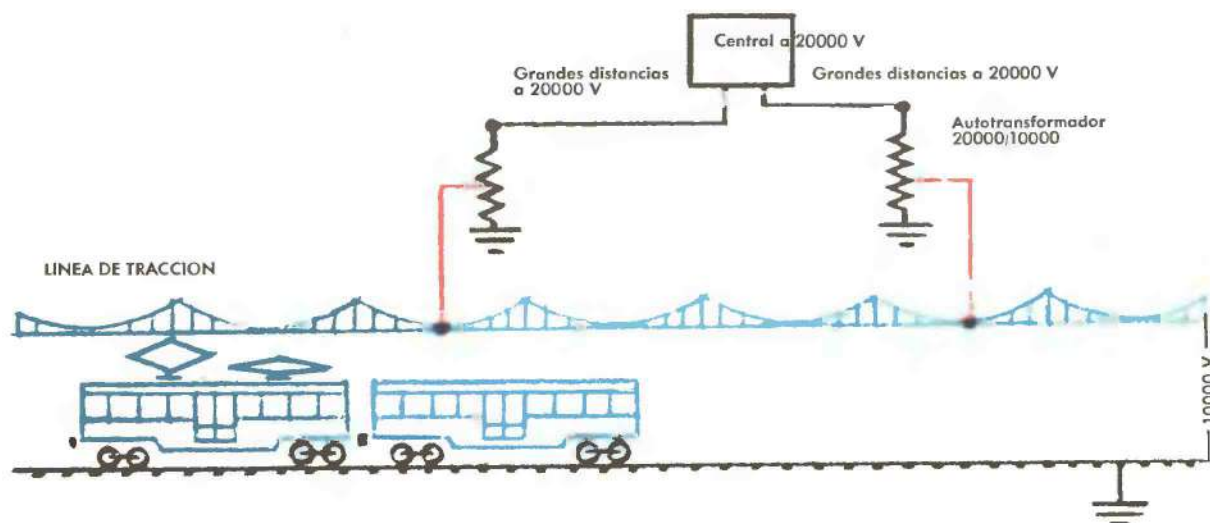 Central a 20000 V
Grandes distancias
a 20000 V
Grandes distancias a 20000 V
Autotransformador
20000/10000
LINEA DE TRACCION
10000 V